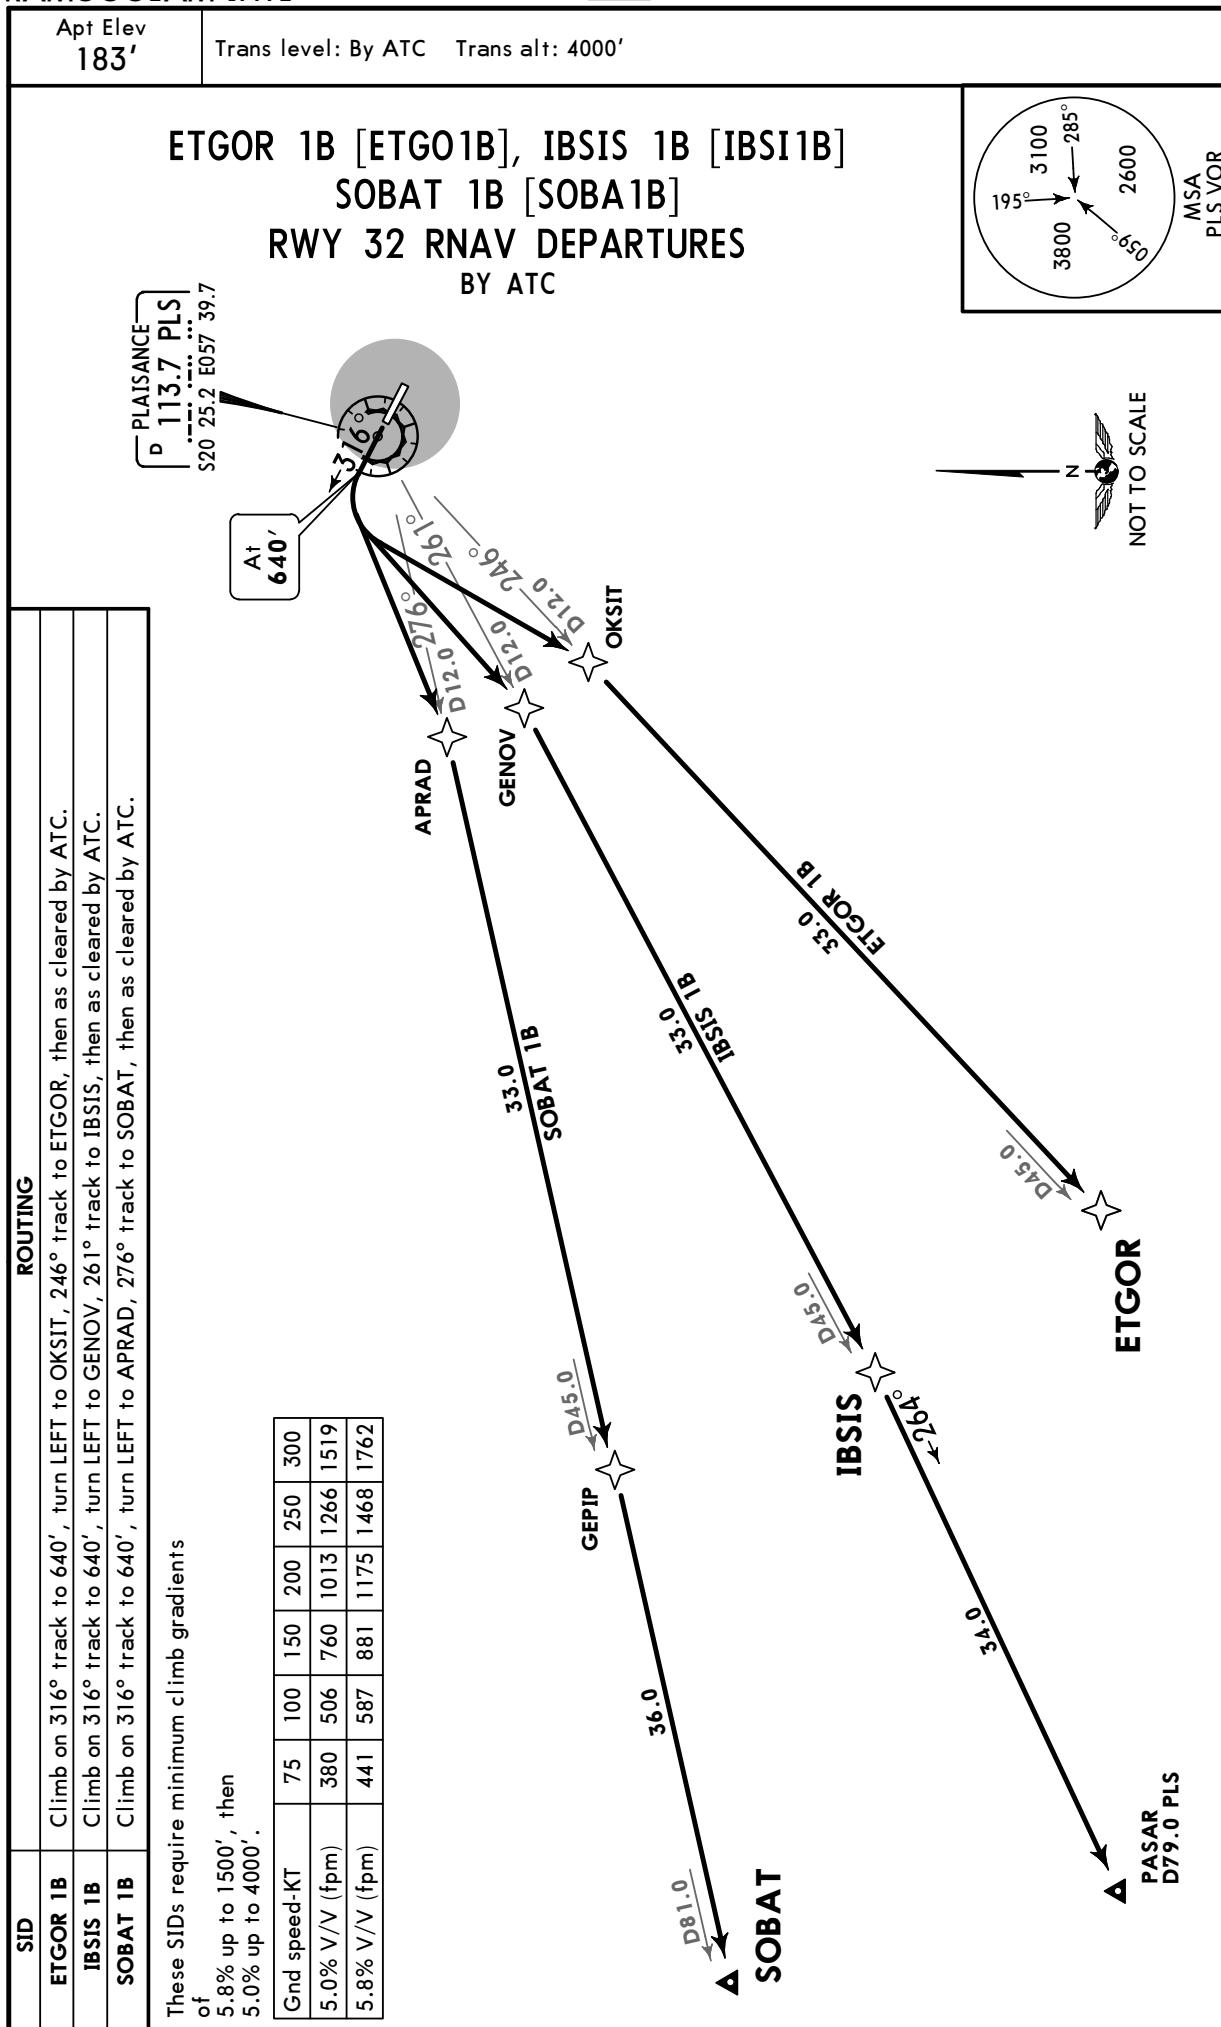 Apt Elev
183'
Trans level: By ATC Trans alt: 4000'
ETGOR 1B [ETGO1B], IBSIS 1B [IBSI1B]
SOBAT 1B [SOBA1B]
RWY 32 RNAV DEPARTURES
BY ATC
195°
3100
285°
2600
3800
059°
MSA
PLS VOR
PLAISANCE
D 113.7 PLS
S20 25.2 E057 39.7
316°
At
640'
N
NOT TO SCALE
276°
D12.0
261°
D12.0
246°
D12.0
APRAD
GENOV
OKSIT
33.0
SOBAT 1B
33.0
IBSIS 1B
33.0
ETGOR 1B
D45.0
GEPIP
D45.0
IBSIS
264°
D45.0
ETGOR
36.0
34.0
D81.0
SOBAT
PASAR
D79.0 PLS
SID ROUTING
ETGOR 1B Climb on 316° track to 640', turn LEFT to OKSIT, 246° track to ETGOR, then as cleared by ATC.
IBSIS 1B Climb on 316° track to 640', turn LEFT to GENOV, 261° track to IBSIS, then as cleared by ATC.
SOBAT 1B Climb on 316° track to 640', turn LEFT to APRAD, 276° track to SOBAT, then as cleared by ATC.
These SIDs require minimum climb gradients
of
5.8% up to 1500', then
5.0% up to 4000'.
Gnd speed-KT 75 100 150 200 250 300
5.0% V/V (fpm) 380 506 760 1013 1266 1519
5.8% V/V (fpm) 441 587 881 1175 1468 1762